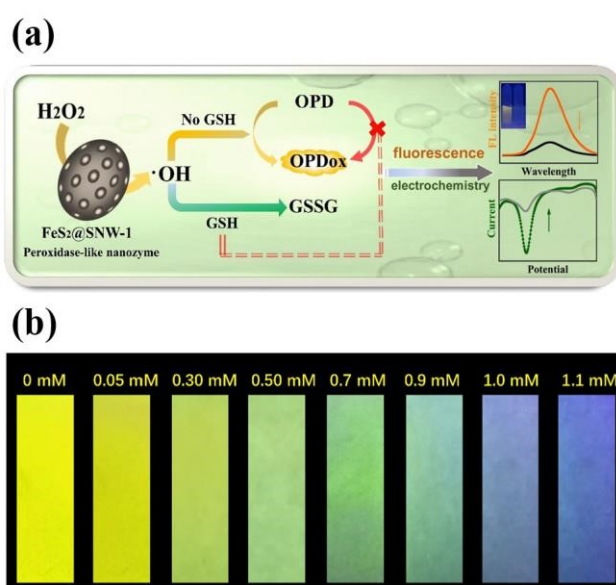 (a)
H2O2
No GSH
OPD
·OH
OPDox
GSH
GSSG
FeS2@SNW-1
Peroxidase-like nanozyme
fluorescence
electrochemistry
FL intensity
Wavelength
Current
Potential
(b)
0 mM 0.05 mM 0.30 mM 0.50 mM 0.7 mM 0.9 mM 1.0 mM 1.1 mM